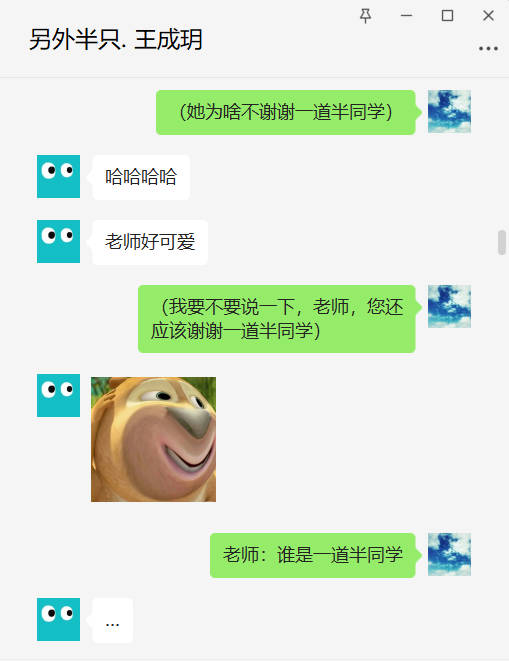 另外半只. 王成玥
（她为啥不谢谢一道半同学）
哈哈哈哈
老师好可爱
（我要不要说一下，老师，您还
应该谢谢一道半同学）
老师：谁是一道半同学
...